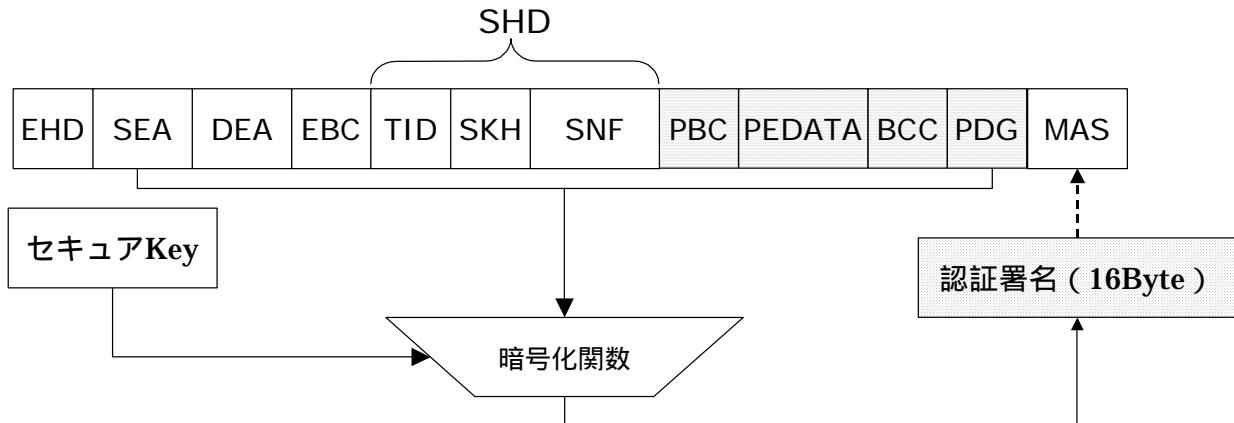 SHD
EHD SEA DEA EBC TID SKH SNF PBC PEDATA BCC PDG MAS
セキュアKey
認証署名(16Byte)
暗号化関数